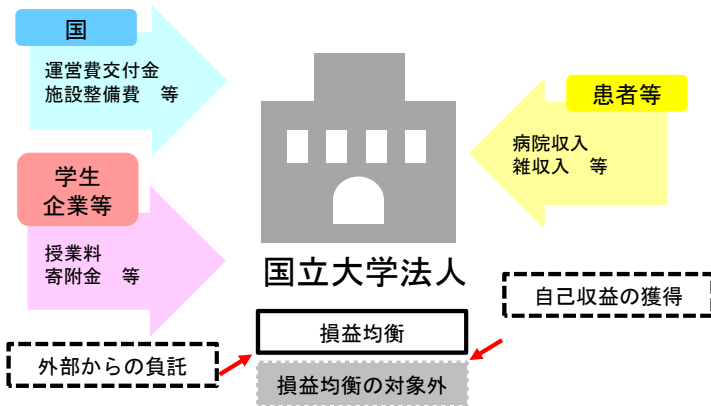 国
運営費交付金
施設整備費　等
患者等
病院収入
雑収入　等
学生
企業等
授業料
寄附金　等
国立大学法人
自己収益の獲得
損益均衡
外部からの負託
損益均衡の対象外